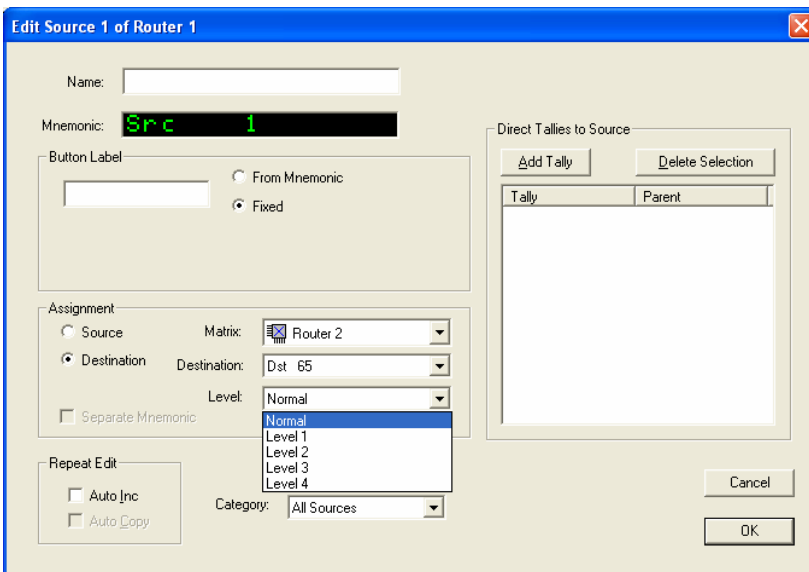 Edit Source 1 of Router 1
Name:
Mnemonic: Src 1
Button Label
From Mnemonic
Fixed
Direct Tallies to Source
Add Tally Delete Selection
Tally Parent
Assignment
Source Matrix: Router 2
Destination Destination: Dst 65
Level: Normal
Separate Mnemonic
Normal
Level 1
Level 2
Level 3
Level 4
Repeat Edit
Auto Inc
Auto Copy
Category: All Sources
Cancel
OK